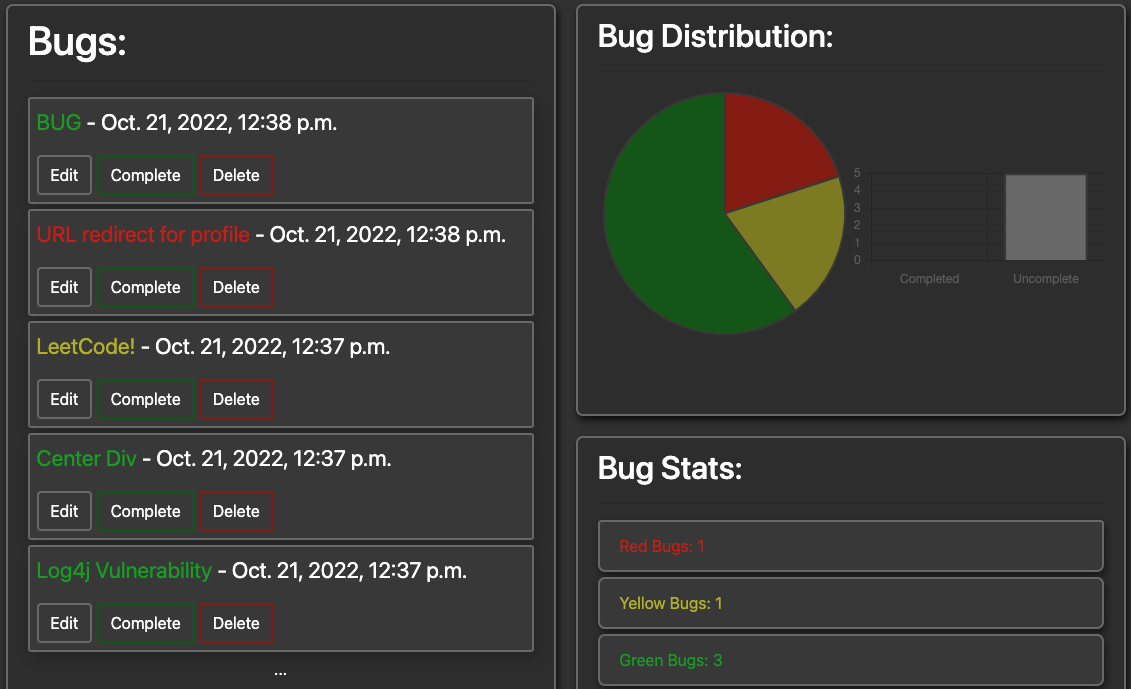 Bugs:
BUG - Oct. 21, 2022, 12:38 p.m.
Edit Complete Delete
URL redirect for profile - Oct. 21, 2022, 12:38 p.m.
Edit Complete Delete
LeetCode! - Oct. 21, 2022, 12:37 p.m.
Edit Complete Delete
Center Div - Oct. 21, 2022, 12:37 p.m.
Edit Complete Delete
Log4j Vulnerability - Oct. 21, 2022, 12:37 p.m.
Edit Complete Delete
...
Bug Distribution:
5
4
3
2
1
0
Completed Uncomplete
Bug Stats:
Red Bugs: 1
Yellow Bugs: 1
Green Bugs: 3